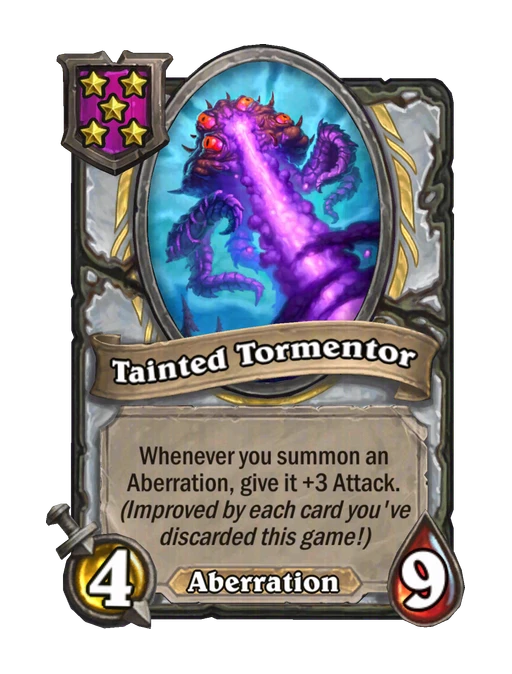 Tainted Tormentor
Whenever you summon an
Aberration, give it +3 Attack.
(Improved by each card you've
discarded this game!)
4
Aberration
9